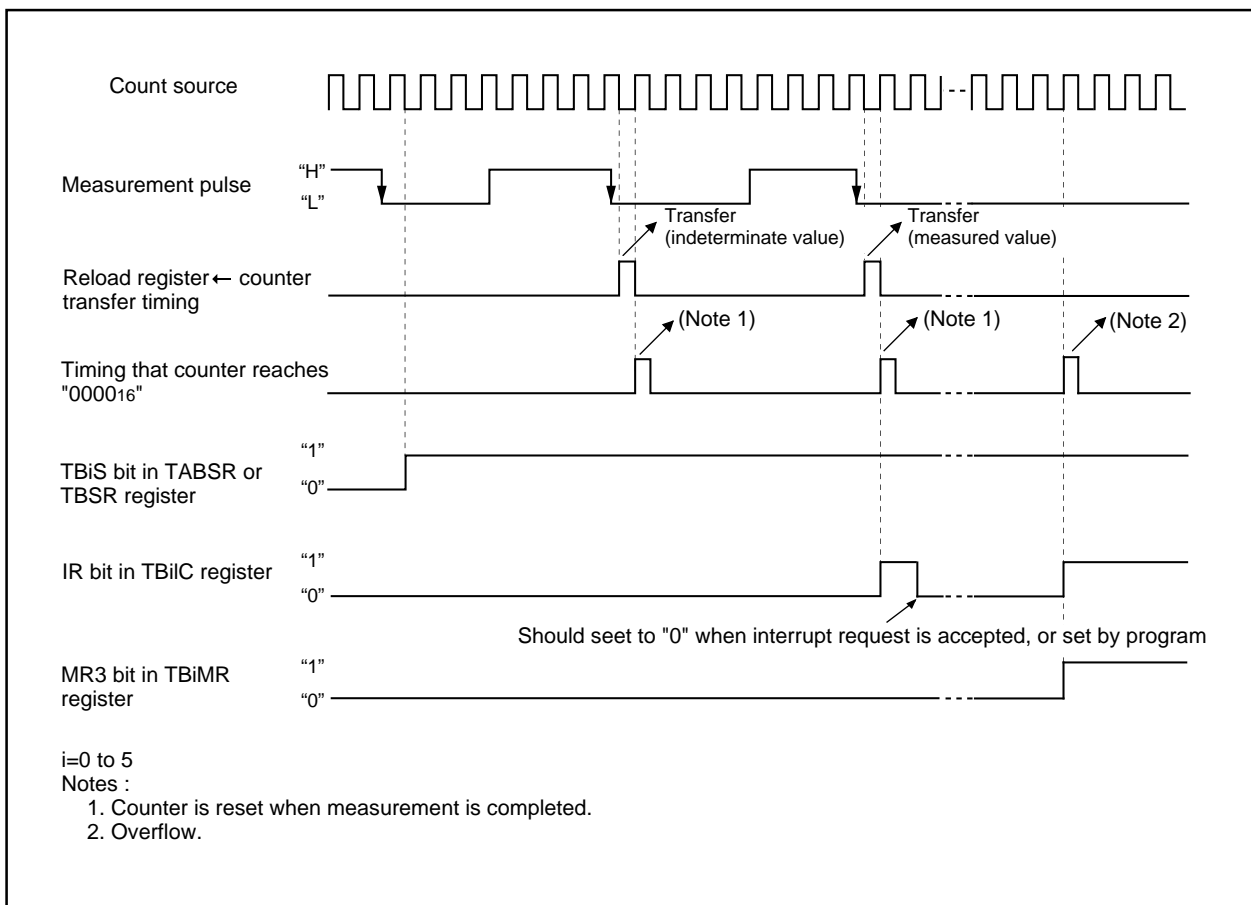 Count source
Measurement pulse
“H”
“L”
Transfer
(indeterminate value)
Transfer
(measured value)
Reload register ← counter
transfer timing
(Note 1)
(Note 1)
(Note 2)
Timing that counter reaches
"000016"
TBiS bit in TABSR or
TBSR register
“1”
“0”
IR bit in TBiIC register
“1”
“0”
Should seet to "0" when interrupt request is accepted, or set by program
MR3 bit in TBiMR
register
“1”
“0”
i=0 to 5
Notes :
1. Counter is reset when measurement is completed.
2. Overflow.